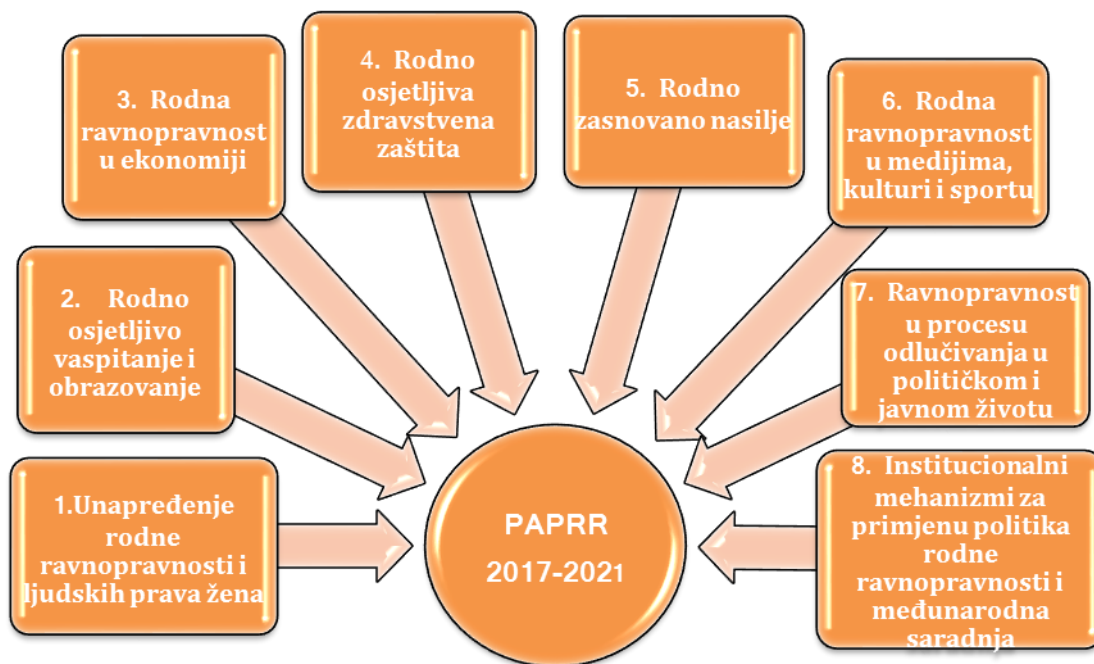 1.Unapređenje
rodne
ravnopravnosti i
ljudskih prava žena
2. Rodno
osjetljivo
vaspitanje i
obrazovanje
3. Rodna
ravnopravnost
u ekonomiji
4. Rodno
osjetljiva
zdravstvena
zaštita
5. Rodno
zasnovano nasilje
6. Rodna
ravnopravnost
u medijima,
kulturi i sportu
7. Ravnopravnost
u procesu
odlučivanja u
političkom i
javnom životu
8. Institucionalni
mehanizmi za
primjenu politika
rodne
ravnopravnosti i
međunarodna
saradnja
PAPRR
2017-2021